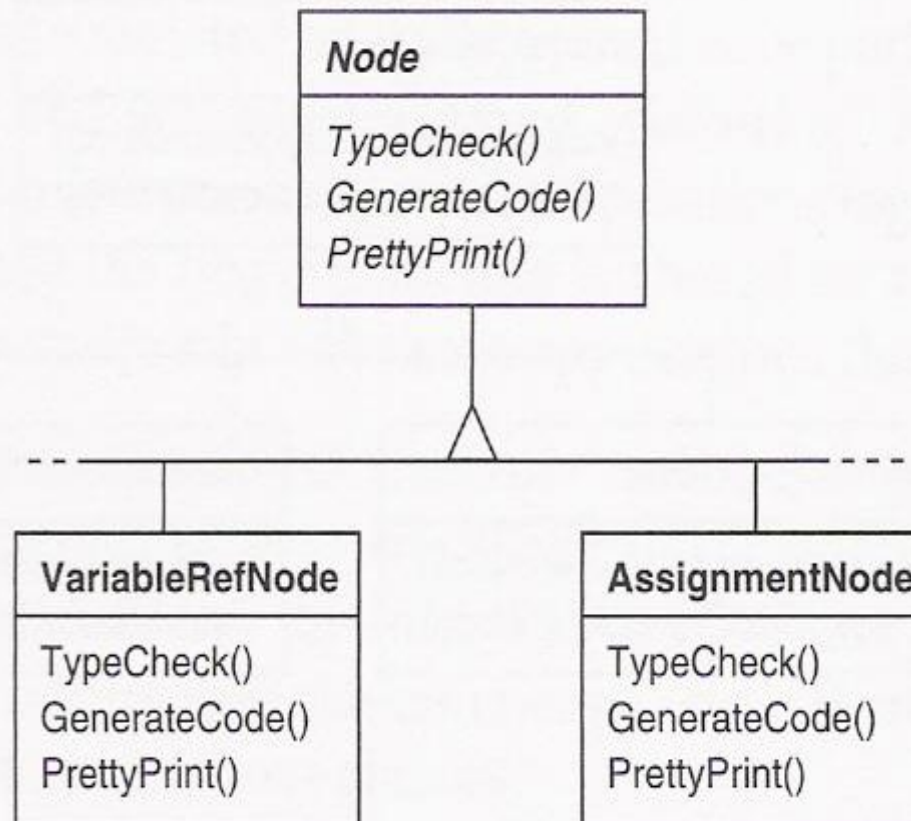 Node
TypeCheck()
GenerateCode()
PrettyPrint()
VariableRefNode
TypeCheck()
GenerateCode()
PrettyPrint()
AssignmentNode
TypeCheck()
GenerateCode()
PrettyPrint()